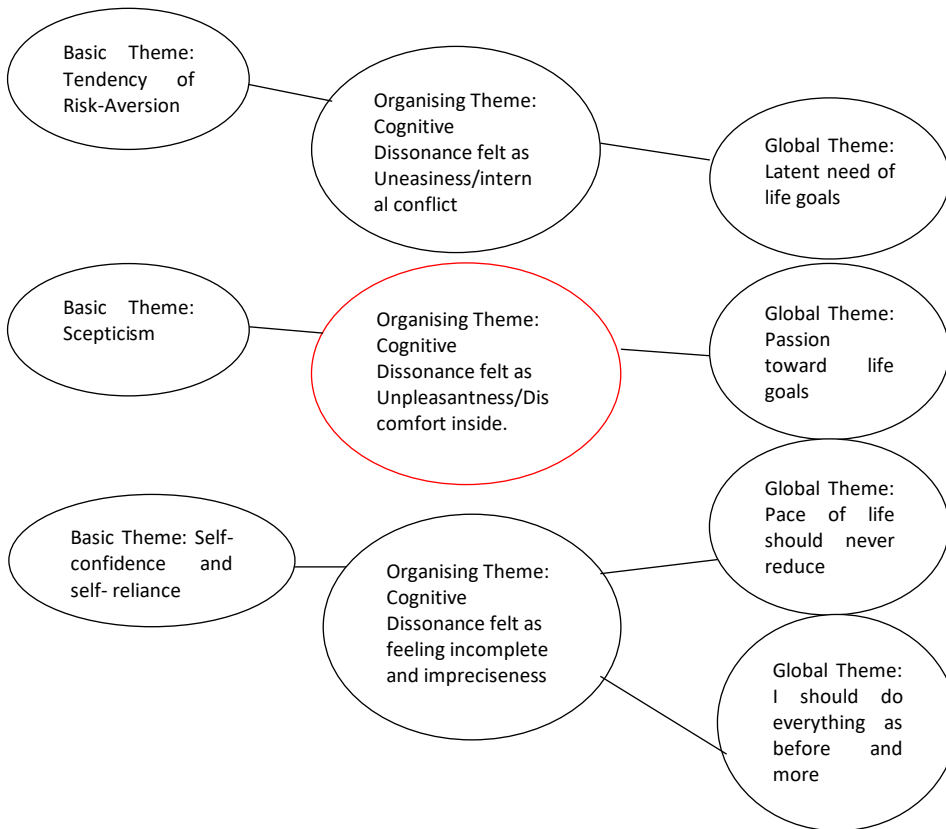 Basic Theme:
Tendency of
Risk-Aversion
Organising Theme:
Cognitive
Dissonance felt as
Uneasiness/intern
al conflict
Global Theme:
Latent need of
life goals
Basic Theme:
Scepticism
Organising Theme:
Cognitive
Dissonance felt as
Unpleasantness/Dis
comfort inside.
Global Theme:
Passion
toward life
goals
Basic Theme: Self-
confidence and
self- reliance
Organising Theme:
Cognitive
Dissonance felt as
feeling incomplete
and impreciseness
Global Theme:
Pace of life
should never
reduce
Global Theme:
I should do
everything as
before and
more